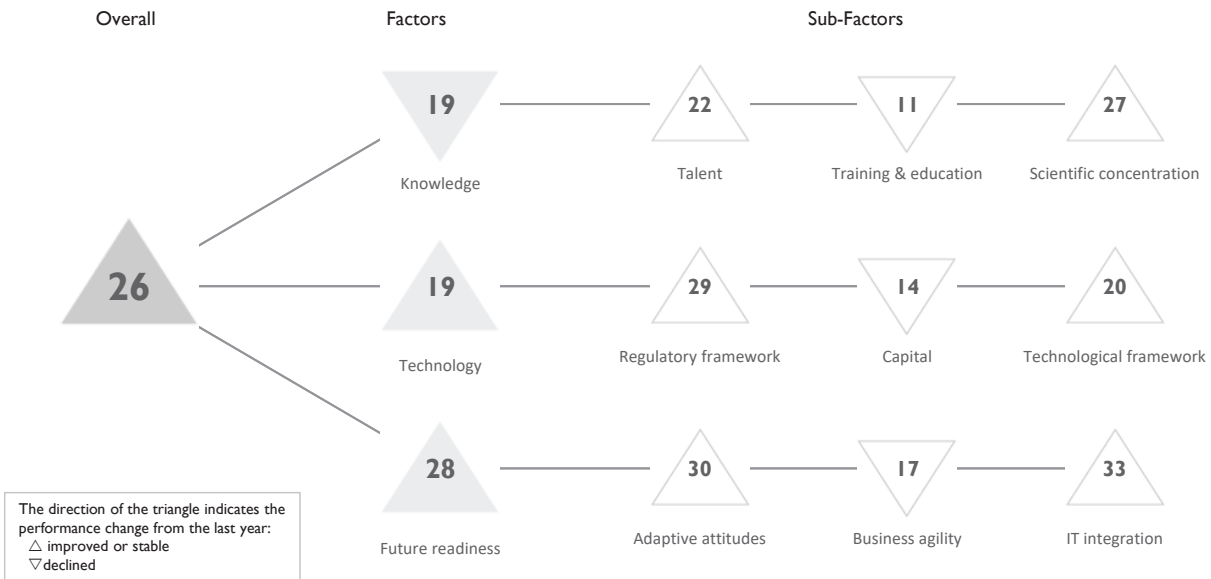 Overall Factors Sub-Factors
19 22 11 27
Knowledge Talent Training & education Scientific concentration
26
19 29 14 20
Technology Regulatory framework Capital Technological framework
28 30 17 33
Future readiness Adaptive attitudes Business agility IT integration
The direction of the triangle indicates the
performance change from the last year:
△ improved or stable
▽ declined